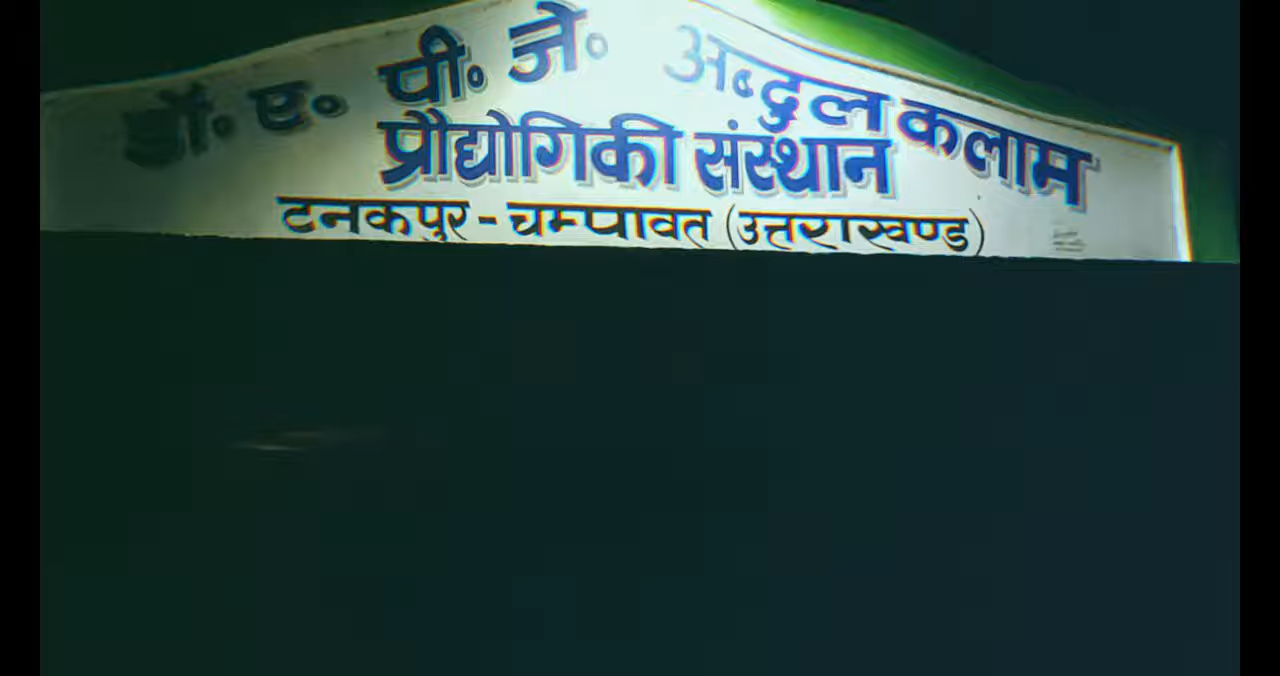 डॉ॰ ए॰ पी॰ जे॰ अब्दुल कलाम
प्रौद्योगिकी संस्थान
टनकपुर - चम्पावत (उत्तराखण्ड)